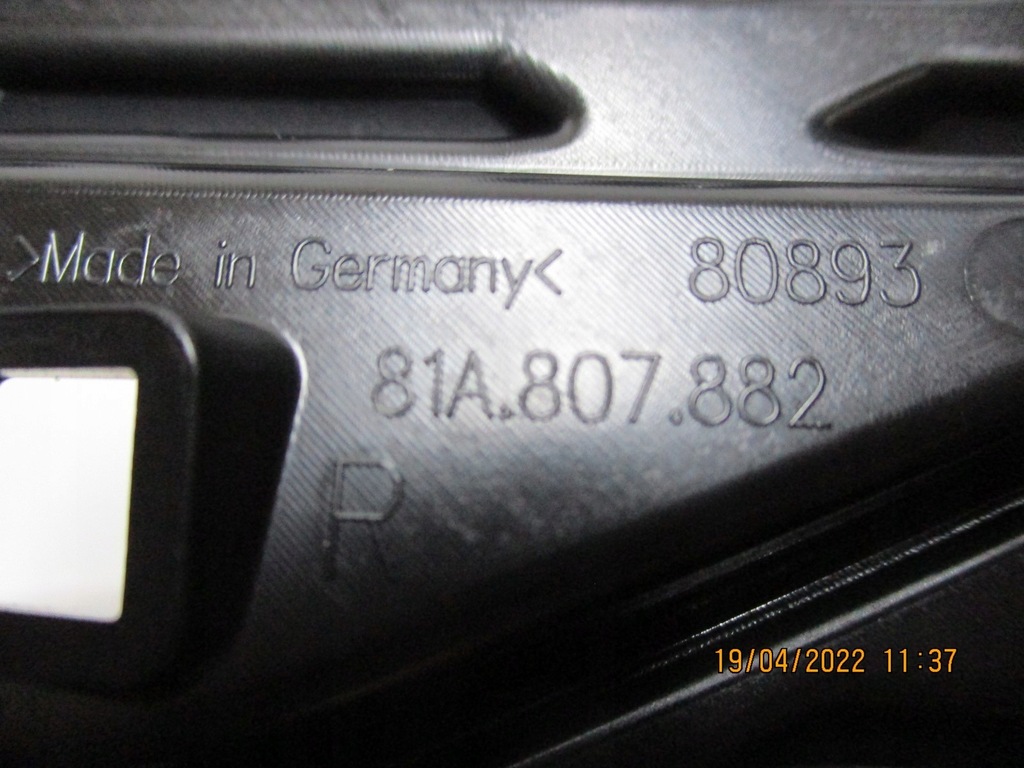 >Made in Germany< 80893
81A.807.882
R
19/04/2022 11:37